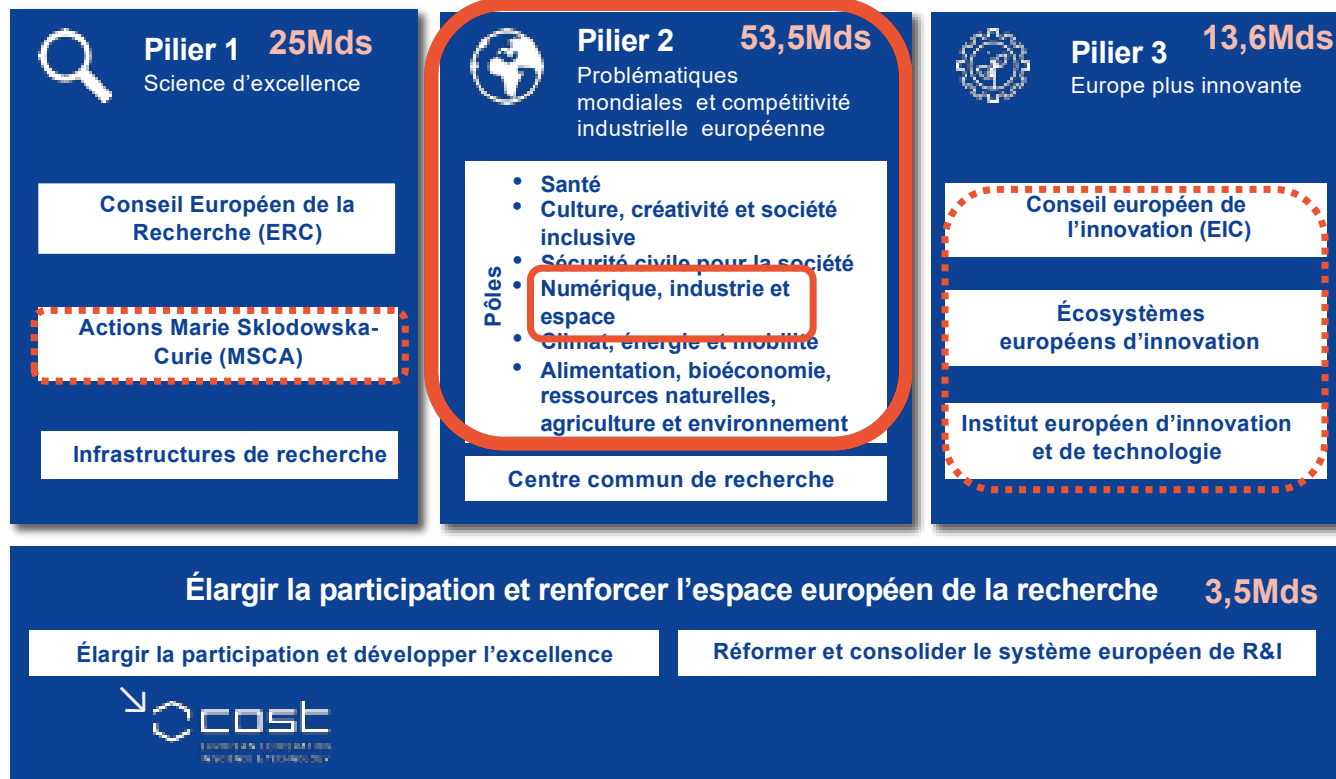 Pilier 1 25Mds
Science d’excellence
Conseil Européen de la
Recherche (ERC)
Actions Marie Sklodowska-
Curie (MSCA)
Infrastructures de recherche
Pilier 2 53,5Mds
Problématiques
mondiales et compétitivité
industrielle européenne
Pôles
• Santé
• Culture, créativité et société
inclusive
• Sécurité civile pour la société
• Numérique, industrie et
espace
• Climat, énergie et mobilité
• Alimentation, bioéconomie,
ressources naturelles,
agriculture et environnement
Centre commun de recherche
Pilier 3 13,6Mds
Europe plus innovante
Conseil européen de
l’innovation (EIC)
Écosystèmes
européens d’innovation
Institut européen d’innovation
et de technologie
Élargir la participation et renforcer l’espace européen de la recherche 3,5Mds
Élargir la participation et développer l’excellence
Réformer et consolider le système européen de R&I
cost
EUROPEAN COOPERATION
IN SCIENCE & TECHNOLOGY